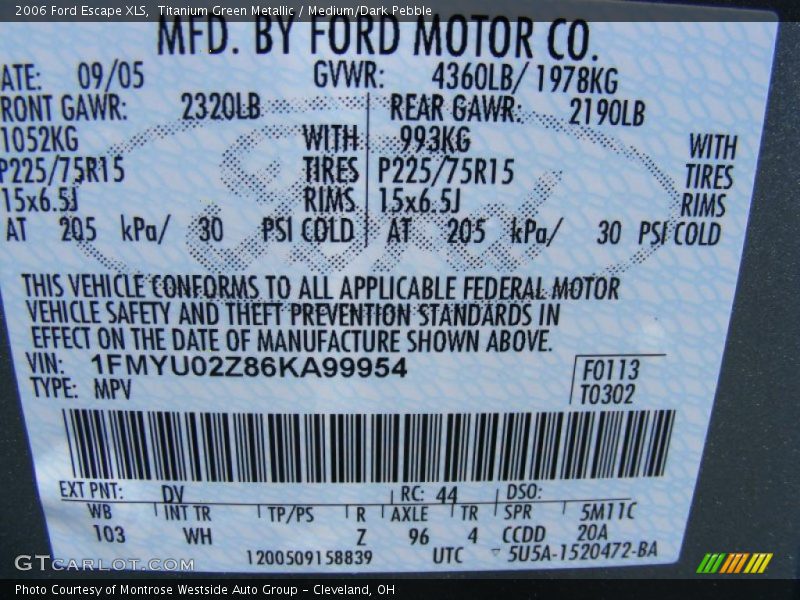 2006 Ford Escape XLS, Titanium Green Metallic / Medium/Dark Pebble
MFD. BY FORD MOTOR CO.
ATE: 09/05 GVWR: 4360LB/ 1978KG
RONT GAWR: 2320LB REAR GAWR: 2190LB
1052KG WITH 993KG WITH
P225/75R15 TIRES P225/75R15 TIRES
15x6.5J RIMS 15x6.5J RIMS
AT 205 kPa/ 30 PSI COLD AT 205 kPa/ 30 PSI COLD
THIS VEHICLE CONFORMS TO ALL APPLICABLE FEDERAL MOTOR
VEHICLE SAFETY AND THEFT PREVENTION STANDARDS IN
EFFECT ON THE DATE OF MANUFACTURE SHOWN ABOVE.
VIN: 1FMYU02Z86KA99954
TYPE: MPV
F0113
T0302
EXT PNT: DV RC: 44 DSO:
WB INT TR TP/PS R AXLE TR SPR 5M11C
103 WH Z 96 4 CCDD 20A
1200509158839 UTC 5U5A-1520472-BA
GTCARLOT.COM
Photo Courtesy of Montrose Westside Auto Group - Cleveland, OH